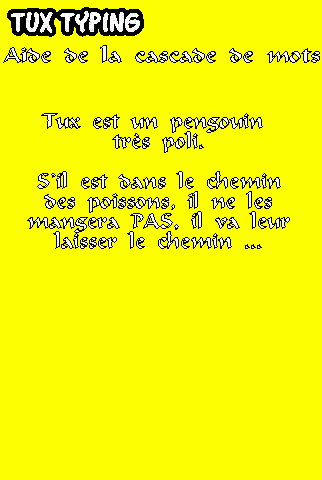 TUX TYPING
Aide de la cascade de mots
Tux est un pengouin
très poli.
S'il est dans le chemin
des poissons, il ne les
mangera PAS, il va leur
laisser le chemin ...